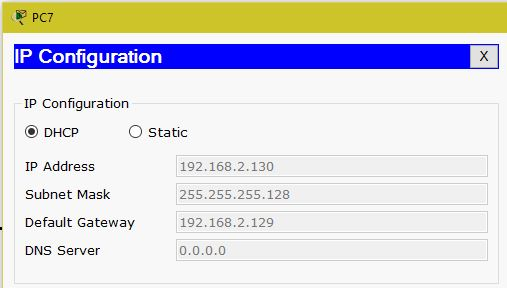 PC7
IP Configuration X
IP Configuration
DHCP Static
IP Address 192.168.2.130
Subnet Mask 255.255.255.128
Default Gateway 192.168.2.129
DNS Server 0.0.0.0